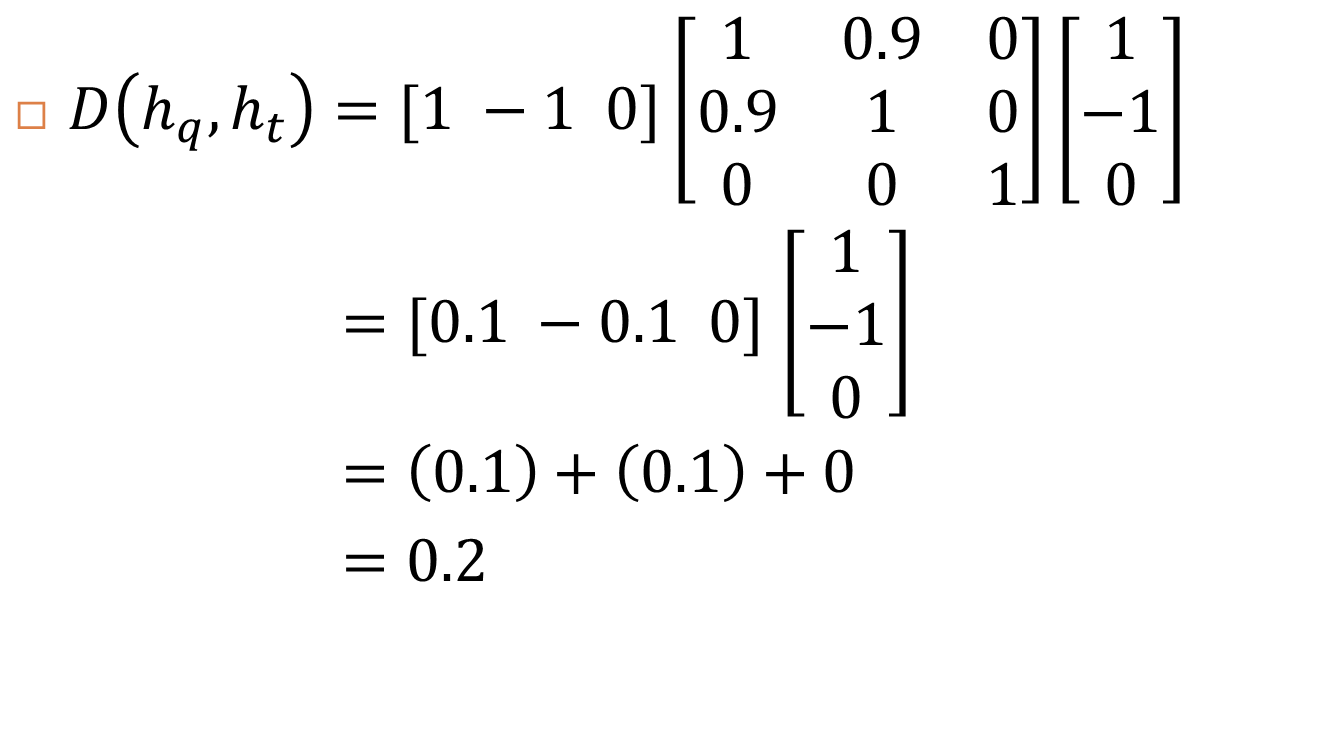 □ D(h_q, h_t) = [1 −1 0] [1 0.9 0; 0.9 1 0; 0 0 1] [1; −1; 0]
= [0.1 −0.1 0] [1; −1; 0]
= (0.1) + (0.1) + 0
= 0.2